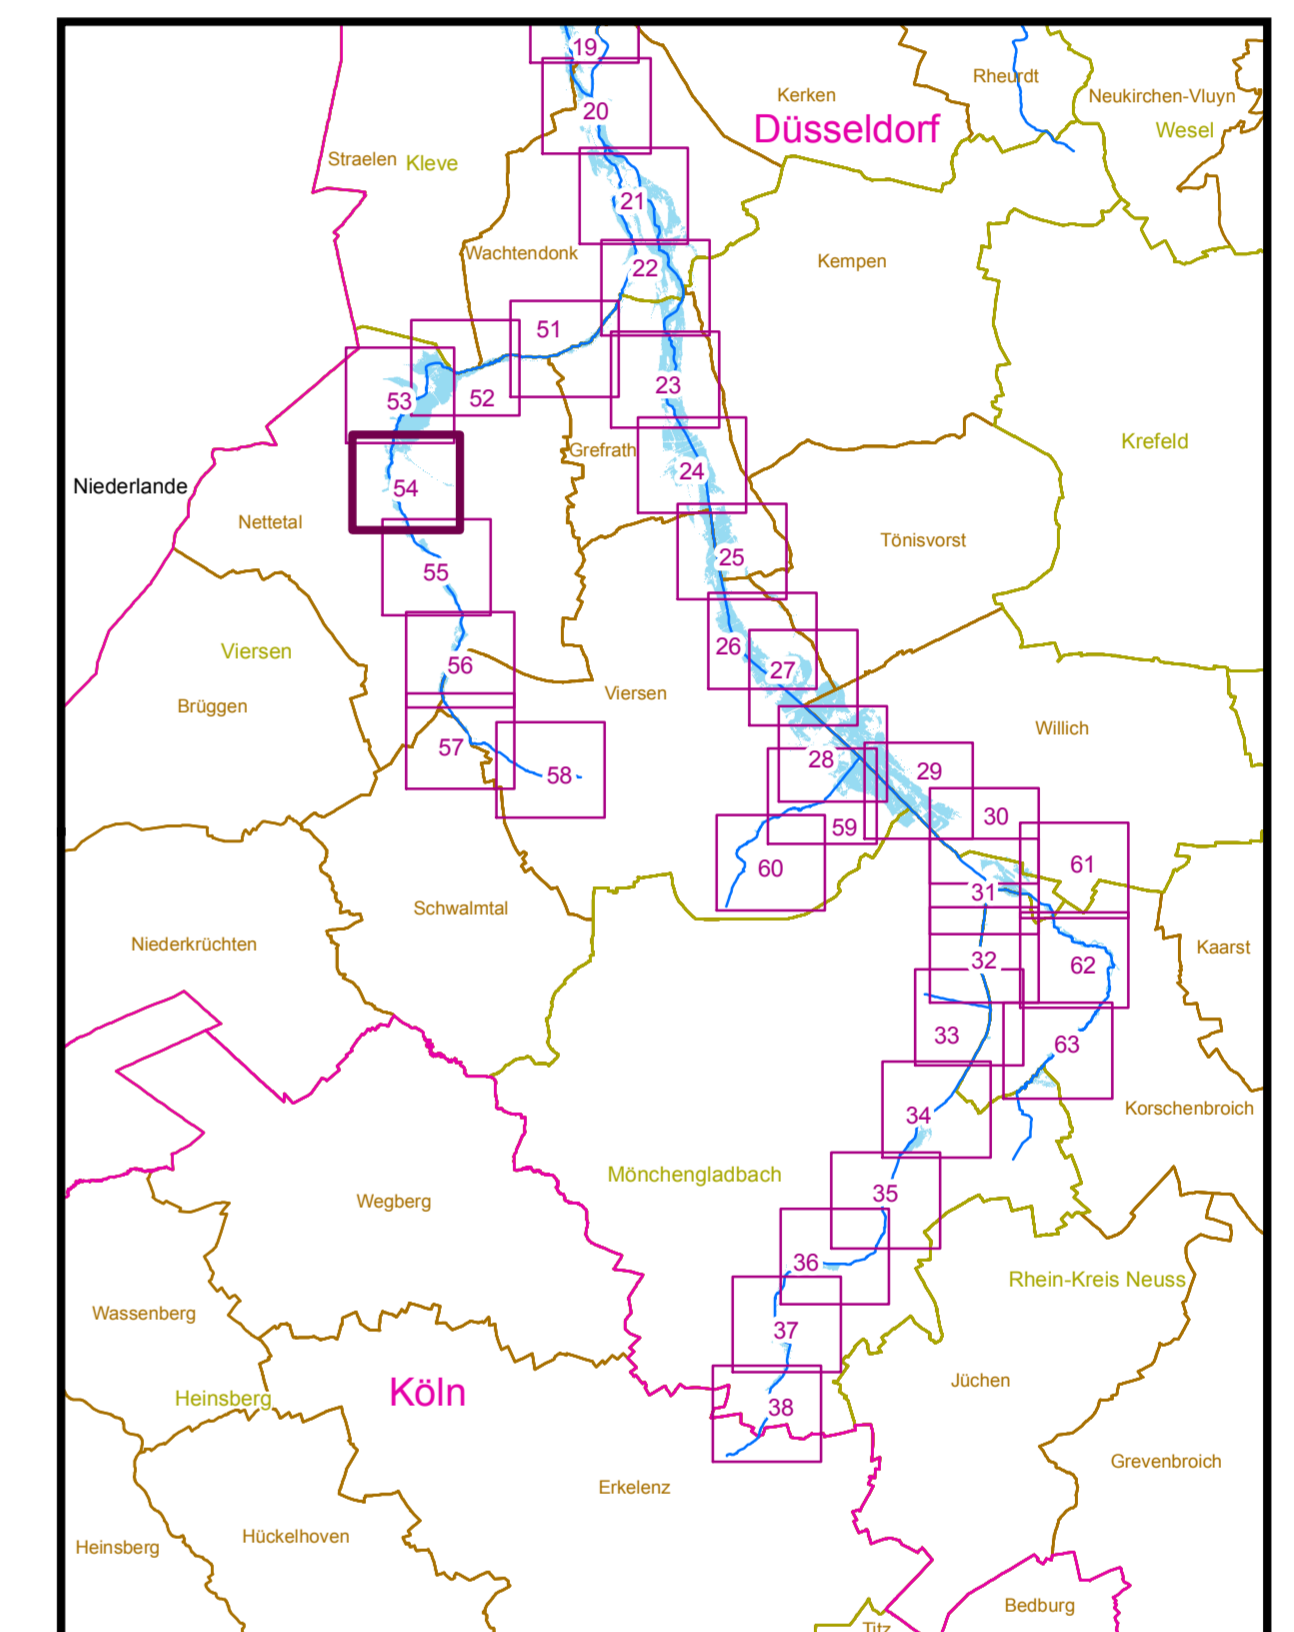 19
Rheurdt
Kerken
Neukirchen-Vluyn
20
Düsseldorf
Wesel
Straelen
Kleve
21
Wachtendonk
22
Kempen
51
23
52
53
Krefeld
Grefrath
24
Niederlande
54
Nettetal
Tönisvorst
25
55
26
Viersen
56
27
Viersen
Brüggen
Willich
57
28
29
58
30
59
61
60
31
Schwalmtal
Niederkrüchten
Kaarst
32
62
33
63
Korschenbroich
34
Mönchengladbach
35
Wegberg
36
Rhein-Kreis Neuss
Wassenberg
37
Jüchen
Heinsberg
Köln
38
Grevenbroich
Erkelenz
Hückelhoven
Heinsberg
Bedburg
Titz